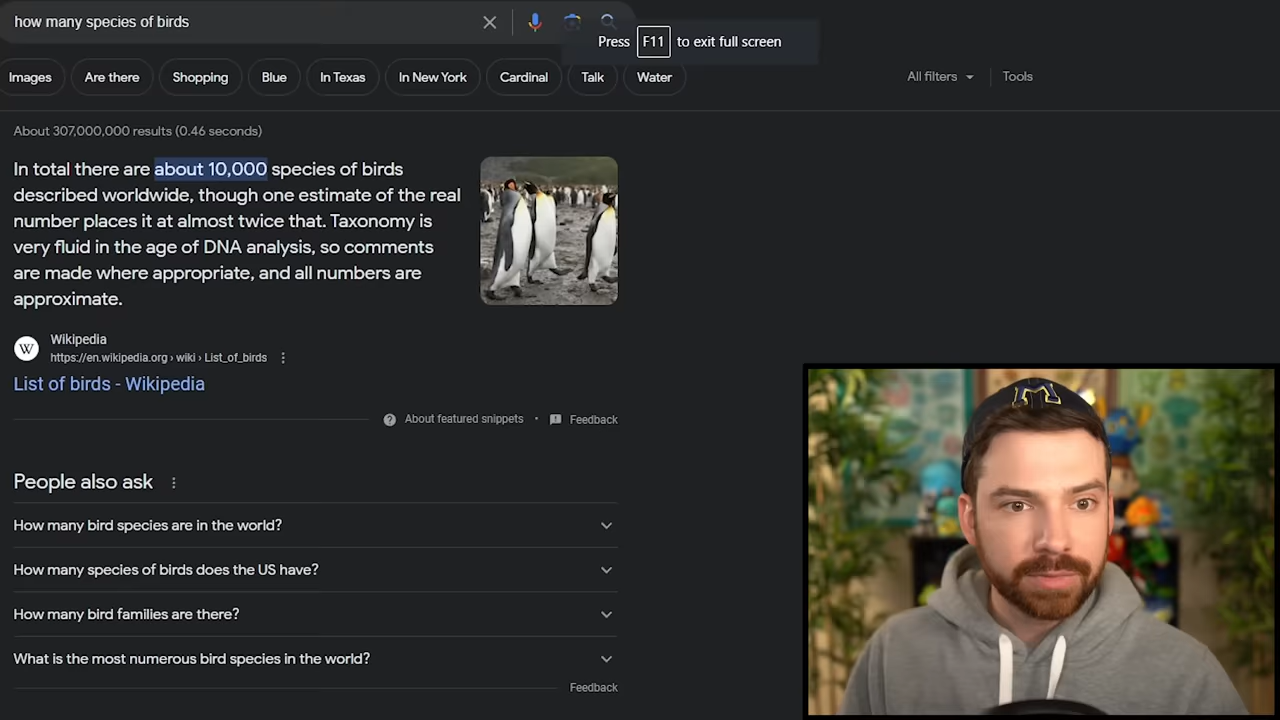 how many species of birds
Press F11 to exit full screen
Images Are there Shopping Blue In Texas In New York Cardinal Talk Water All filters Tools
About 307,000,000 results (0.46 seconds)
In total there are about 10,000 species of birds
described worldwide, though one estimate of the real
number places it at almost twice that. Taxonomy is
very fluid in the age of DNA analysis, so comments
are made where appropriate, and all numbers are
approximate.
W
Wikipedia
https://en.wikipedia.org › wiki › List_of_birds
List of birds - Wikipedia
About featured snippets • Feedback
People also ask
How many bird species are in the world?
How many species of birds does the US have?
How many bird families are there?
What is the most numerous bird species in the world?
Feedback
M